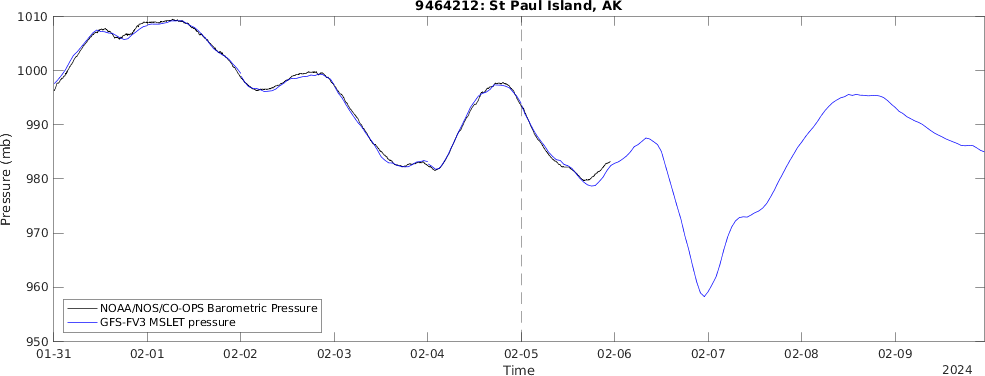 9464212: St Paul Island, AK
Pressure (mb)
1010
1000
990
980
970
960
950
NOAA/NOS/CO-OPS Barometric Pressure
GFS-FV3 MSLET pressure
01-31 02-01 02-02 02-03 02-04 02-05 02-06 02-07 02-08 02-09
Time
2024